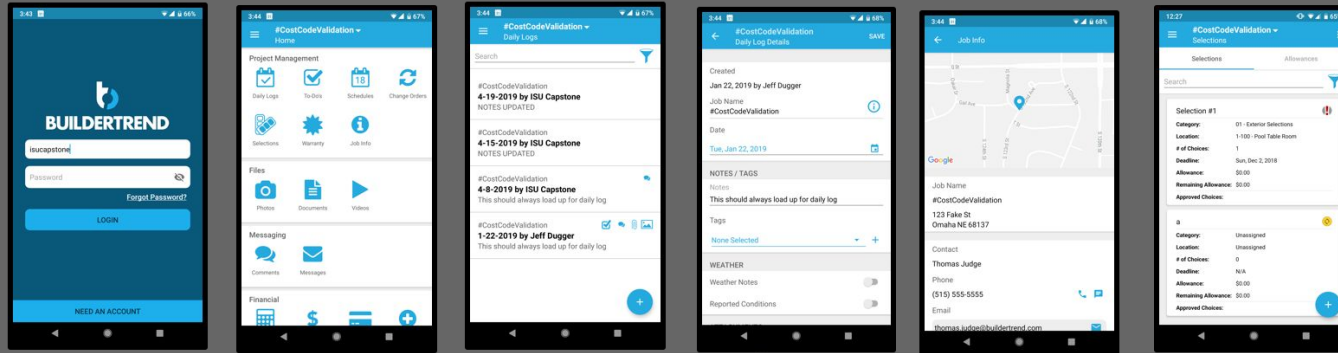 3:43
66%
BUILDERTREND
isucapstone
Password
Forgot Password?
LOGIN
NEED AN ACCOUNT
3:44
67%
#CostCodeValidation
Home
Project Management
Daily Logs
To-Do's
Schedules
Change Orders
18
Selections
Warranty
Job Info
Files
Photos
Documents
Videos
Messaging
Comments
Messages
Financial
3:44
67%
#CostCodeValidation
Daily Logs
Search
#CostCodeValidation
4-19-2019 by ISU Capstone
NOTES UPDATED
#CostCodeValidation
4-15-2019 by ISU Capstone
NOTES UPDATED
#CostCodeValidation
4-8-2019 by ISU Capstone
This should always load up for daily log
#CostCodeValidation
1-22-2019 by Jeff Dugger
This should always load up for daily log
3:44
68%
#CostCodeValidation
Daily Log Details
SAVE
Created
Jan 22, 2019 by Jeff Dugger
Job Name
#CostCodeValidation
Date
Tue, Jan 22, 2019
NOTES / TAGS
Notes
This should always load up for daily log
Tags
None Selected
WEATHER
Weather Notes
Reported Conditions
3:44
68%
Job Info
Google
Job Name
#CostCodeValidation
123 Fake St
Omaha NE 68137
Contact
Thomas Judge
Phone
(515) 555-5555
Email
thomas.judge@buildertrend.com
12:27
#CostCodeValidation
Selections
Selections
Allowances
Search
Selection #1
Category: 01 - Exterior Selections
Location: 1-100 - Pool Table Room
# of Choices: 1
Deadline: Sun, Dec 2, 2018
Allowance: $0.00
Remaining Allowance: $0.00
Approved Choices:
a
Category: Unassigned
Location: Unassigned
# of Choices: 0
Deadline: N/A
Allowance: $0.00
Remaining Allowance: $0.00
Approved Choices: